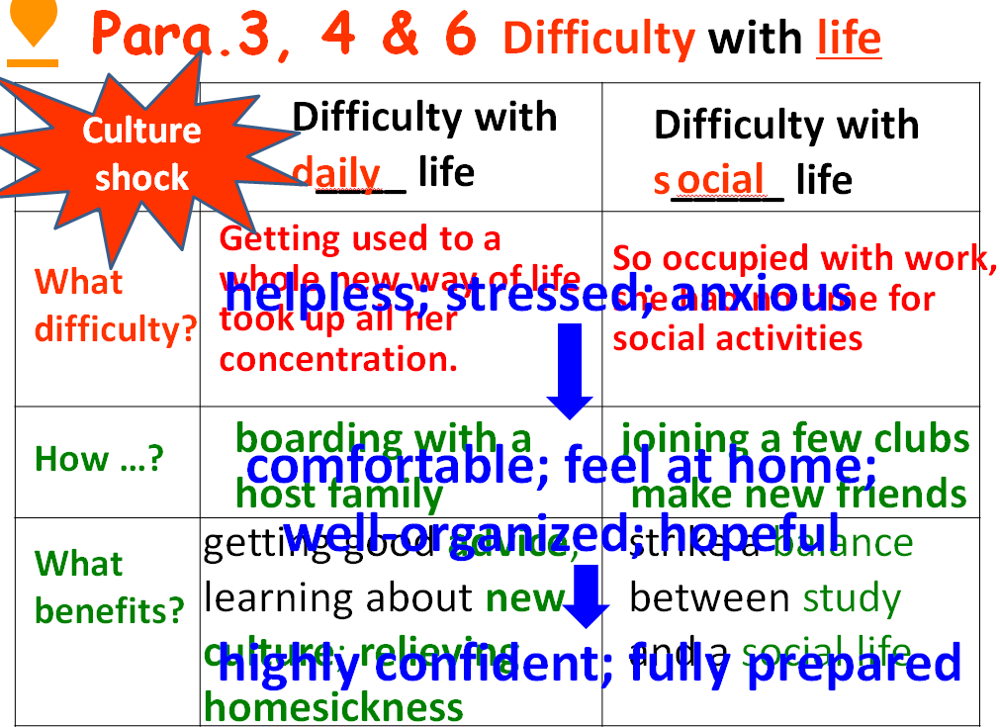 Para.3, 4 & 6 Difficulty with life
Culture
shock
Difficulty with
daily life
Difficulty with
social life
What
difficulty?
Getting used to a
whole new way of life
took up all her
concentration.
So occupied with work,
she had no time for
social activities
helpless; stressed; anxious
How ...?
boarding with a
host family
joining a few clubs
make new friends
comfortable; feel at home;
well-organized; hopeful
What
benefits?
getting good advice,
learning about new
culture; relieving
homesickness
strike a balance
between study
and a social life
highly confident; fully prepared